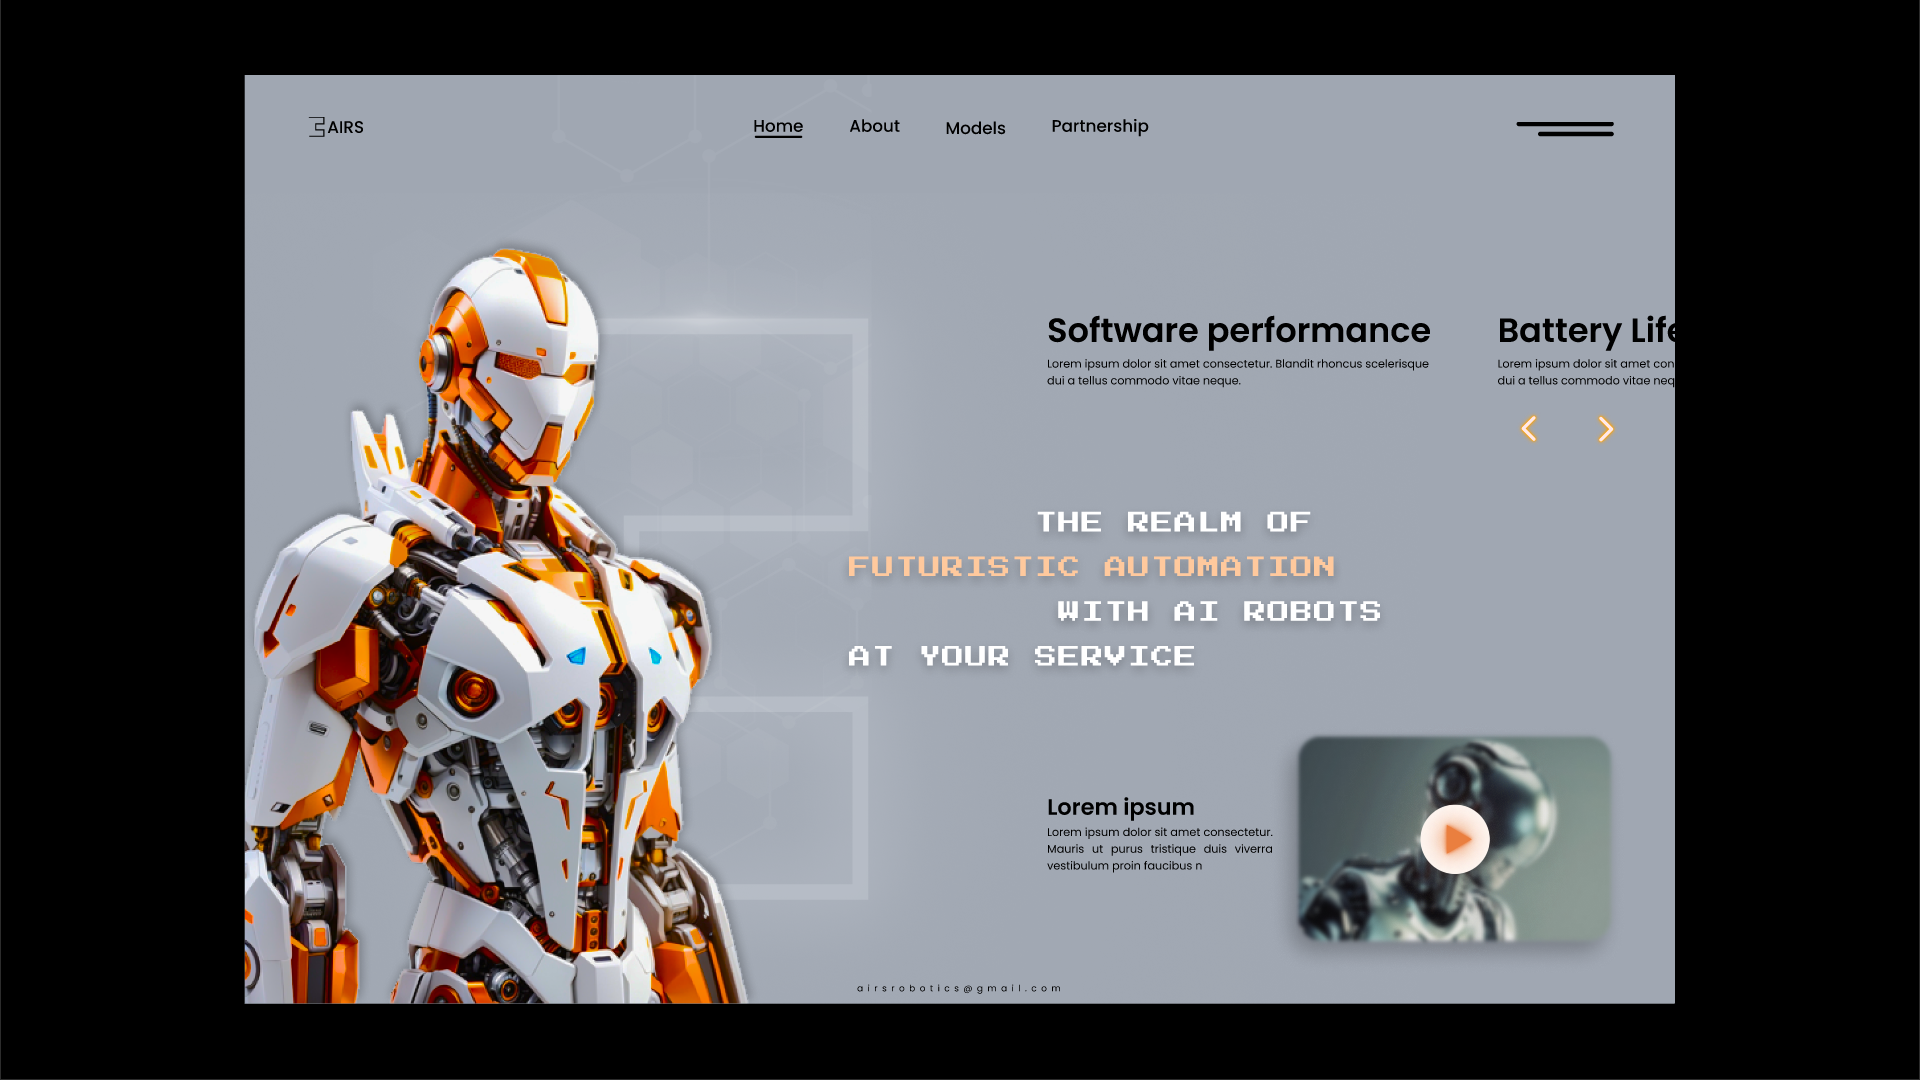 AIRS
Home About Models Partnership
Software performance
Lorem ipsum dolor sit amet consectetur. Blandit rhoncus scelerisque
dui a tellus commodo vitae neque.
Battery Life
Lorem ipsum dolor sit amet con
dui a tellus commodo vitae neq
THE REALM OF
FUTURISTIC AUTOMATION
WITH AI ROBOTS
AT YOUR SERVICE
Lorem ipsum
Lorem ipsum dolor sit amet consectetur.
Mauris ut purus tristique duis viverra
vestibulum proin faucibus n
airsrobotics@gmail.com